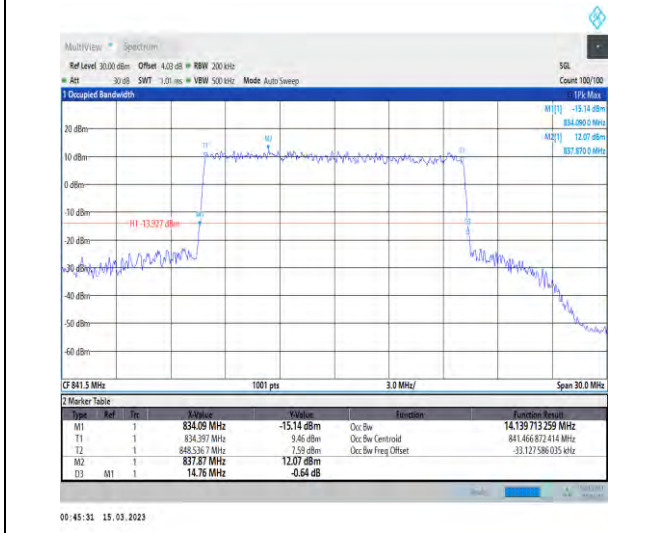 MultiView Spectrum
Ref Level 30.00 dBm Offset 4.03 dB RBW 200 kHz SGL
Att 30 dB SWT 1.01 ms VBW 500 kHz Mode Auto Sweep Count 100/100
1 Occupied Bandwidth 1Pk Max
M1[1] -15.14 dBm
834.090 0 MHz
M2[1] 12.07 dBm
837.870 0 MHz
20 dBm
10 dBm
0 dBm
-10 dBm
H1 -13.927 dBm
-20 dBm
-30 dBm
-40 dBm
-50 dBm
-60 dBm
T1
M2
T2
M1
D3
CF 841.5 MHz 1001 pts 3.0 MHz/ Span 30.0 MHz
2 Marker Table
Type Ref Trc X-Value Y-Value Function Function Result
M1 1 834.09 MHz -15.14 dBm Occ Bw 14.139 713 259 MHz
T1 1 834.397 MHz 9.46 dBm Occ Bw Centroid 841.466 872 414 MHz
T2 1 848.536 7 MHz 7.59 dBm Occ Bw Freq Offset -33.127 586 035 kHz
M2 1 837.87 MHz 12.07 dBm
D3 M1 1 14.76 MHz -0.64 dB
00:45:31 15.03.2023